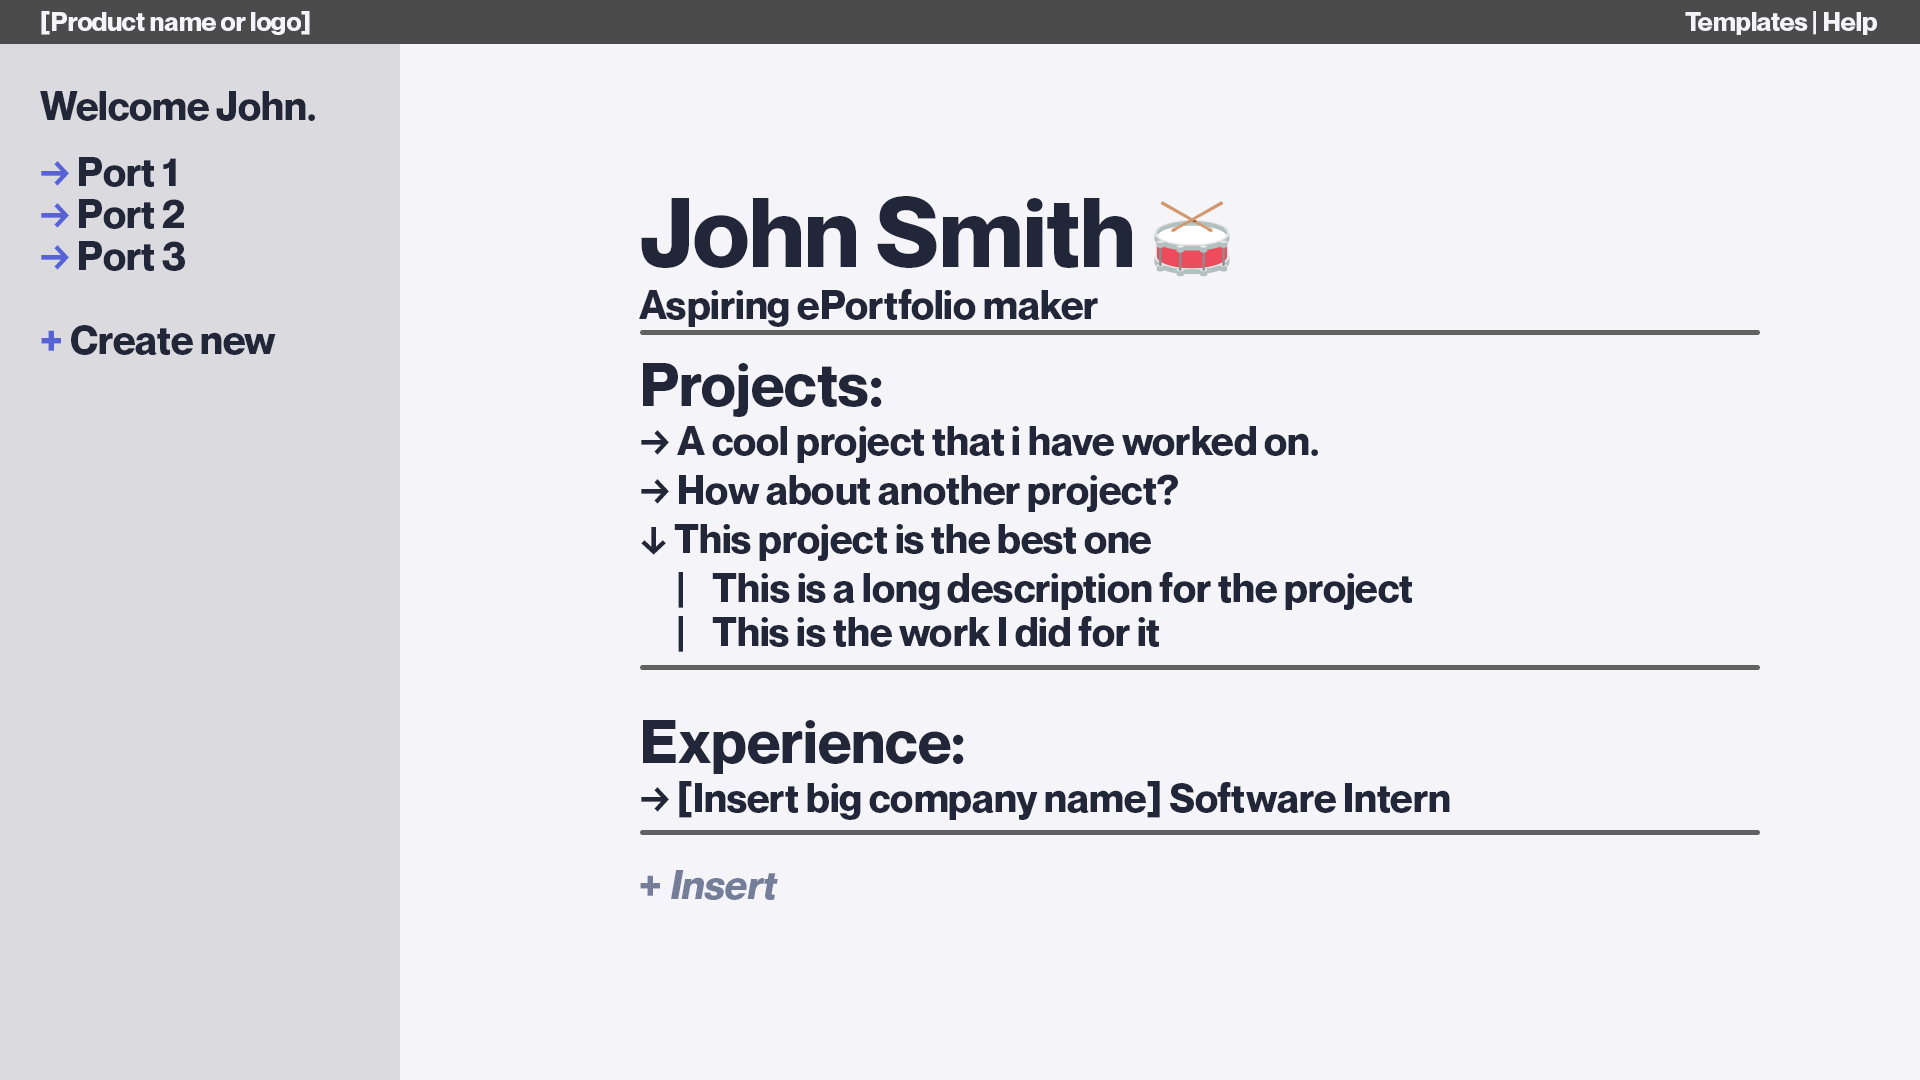 [Product name or logo]
Templates | Help
Welcome John.
→ Port 1
→ Port 2
→ Port 3
+ Create new
John Smith 🥁
Aspiring ePortfolio maker
Projects:
→ A cool project that i have worked on.
→ How about another project?
↓ This project is the best one
| This is a long description for the project
| This is the work I did for it
Experience:
→ [Insert big company name] Software Intern
+ Insert